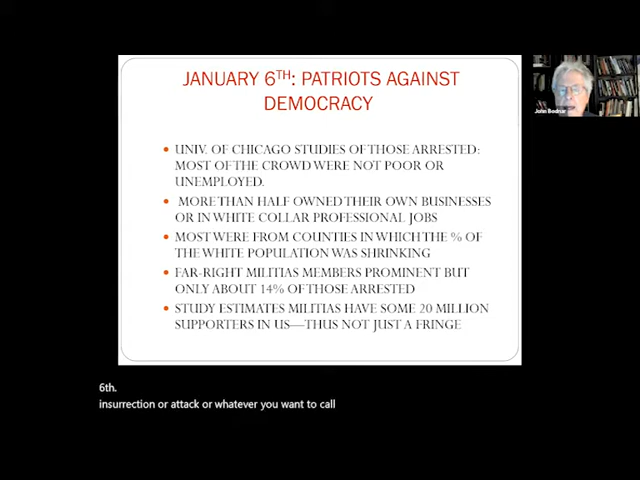 JANUARY 6TH: PATRIOTS AGAINST
DEMOCRACY
John Bodnar
• UNIV. OF CHICAGO STUDIES OF THOSE ARRESTED:
MOST OF THE CROWD WERE NOT POOR OR
UNEMPLOYED.
• MORE THAN HALF OWNED THEIR OWN BUSINESSES
OR IN WHITE COLLAR PROFESSIONAL JOBS
• MOST WERE FROM COUNTIES IN WHICH THE % OF
THE WHITE POPULATION WAS SHRINKING
• FAR-RIGHT MILITIAS MEMBERS PROMINENT BUT
ONLY ABOUT 14% OF THOSE ARRESTED
• STUDY ESTIMATES MILITIAS HAVE SOME 20 MILLION
SUPPORTERS IN US—THUS NOT JUST A FRINGE
6th.
insurrection or attack or whatever you want to call